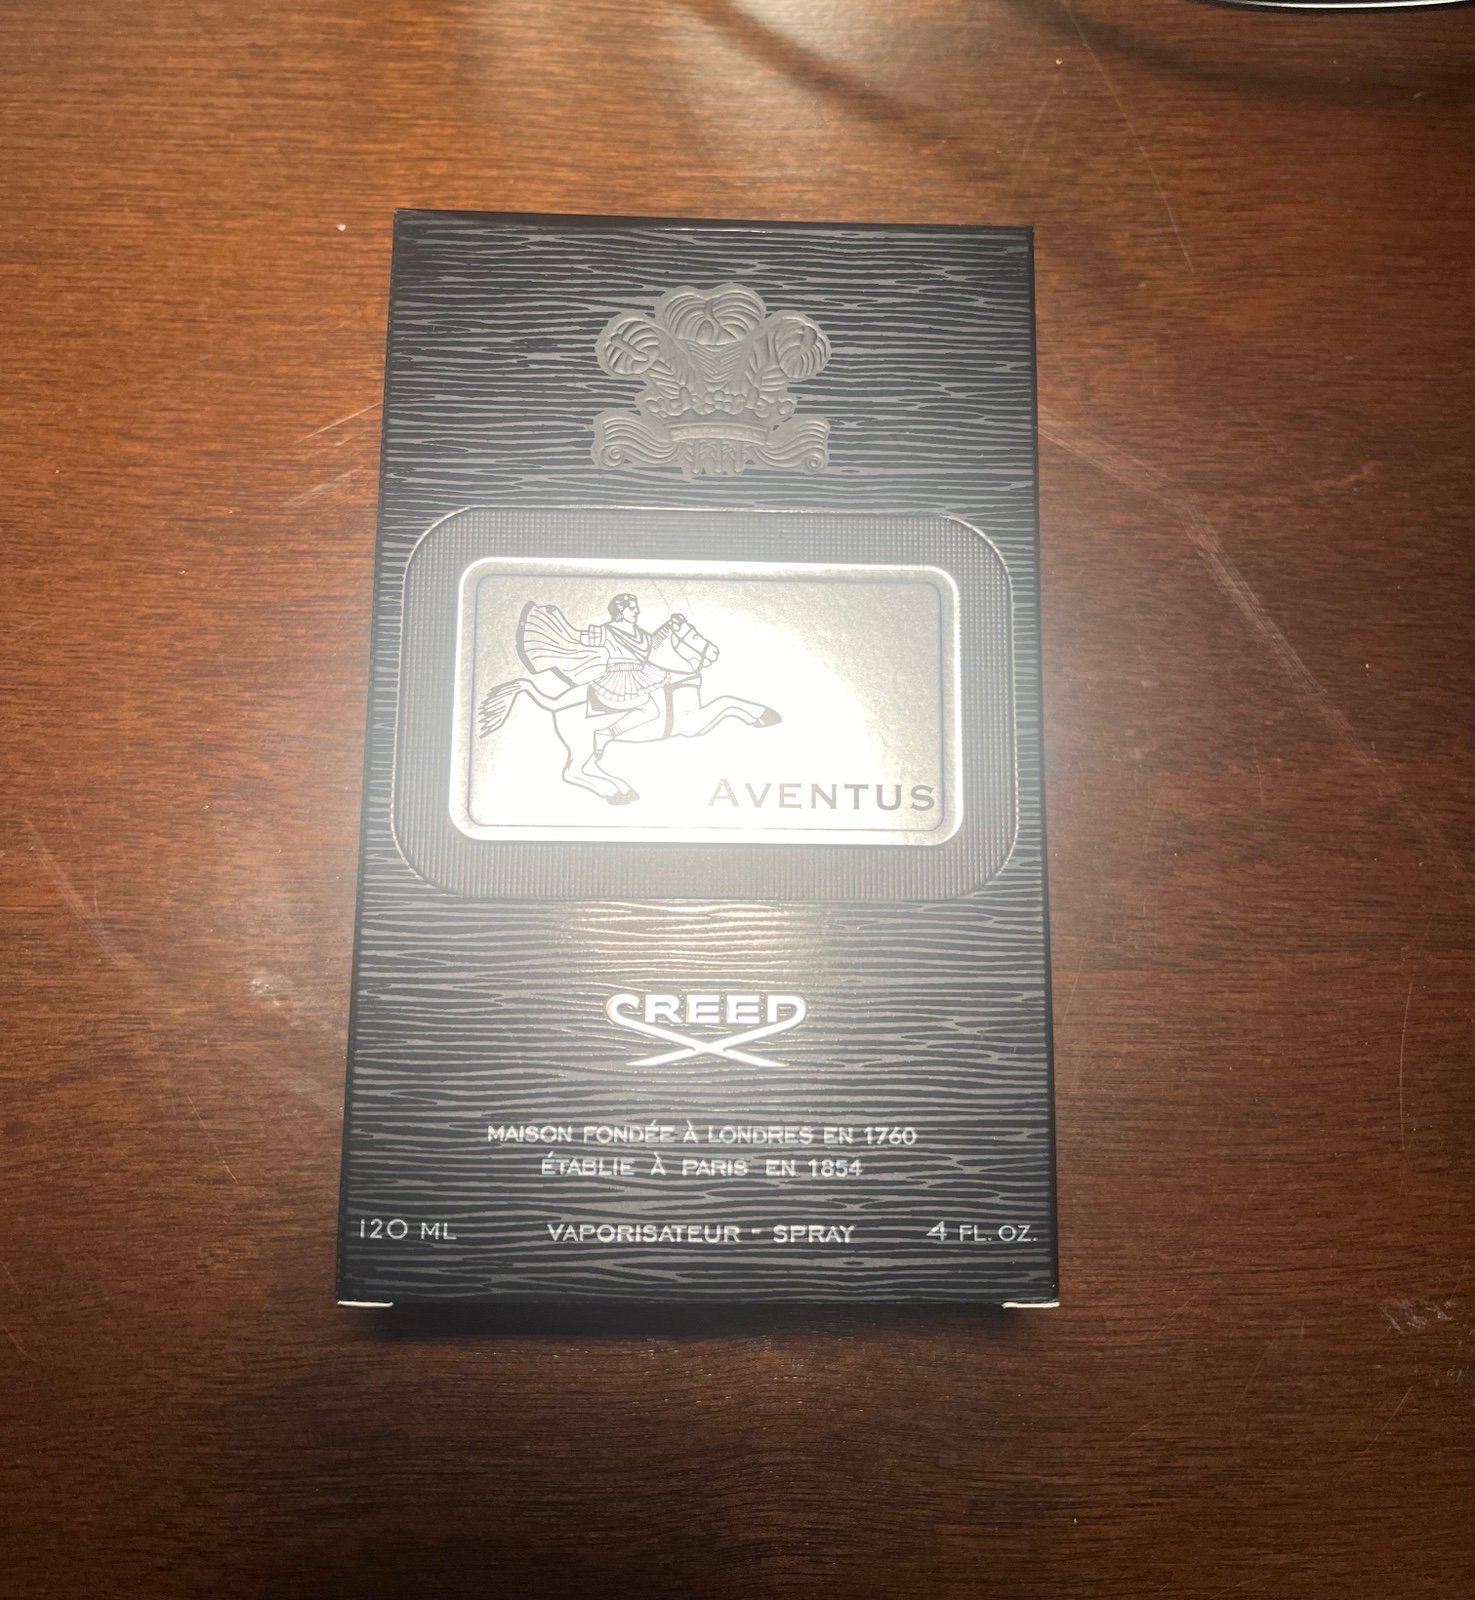 AVENTUS
CREED
MAISON FONDÉE À LONDRES EN 1760
ÉTABLIE À PARIS EN 1854
120 ML VAPORISATEUR - SPRAY 4 FL. OZ.